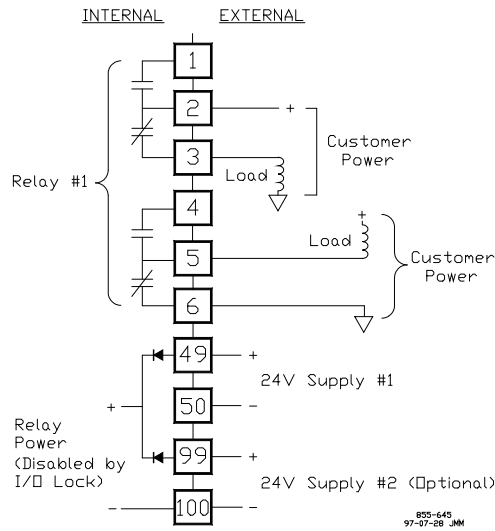 INTERNAL EXTERNAL
1
2 +
Customer
Power
3
Load
Relay #1
4
+
Load
5
Customer
Power
6
49 +
24V Supply #1
+
50 -
Relay
Power
(Disabled by
I/O Lock)
99 +
24V Supply #2 (Optional)
- 100 -
855-645
97-07-28 JMM